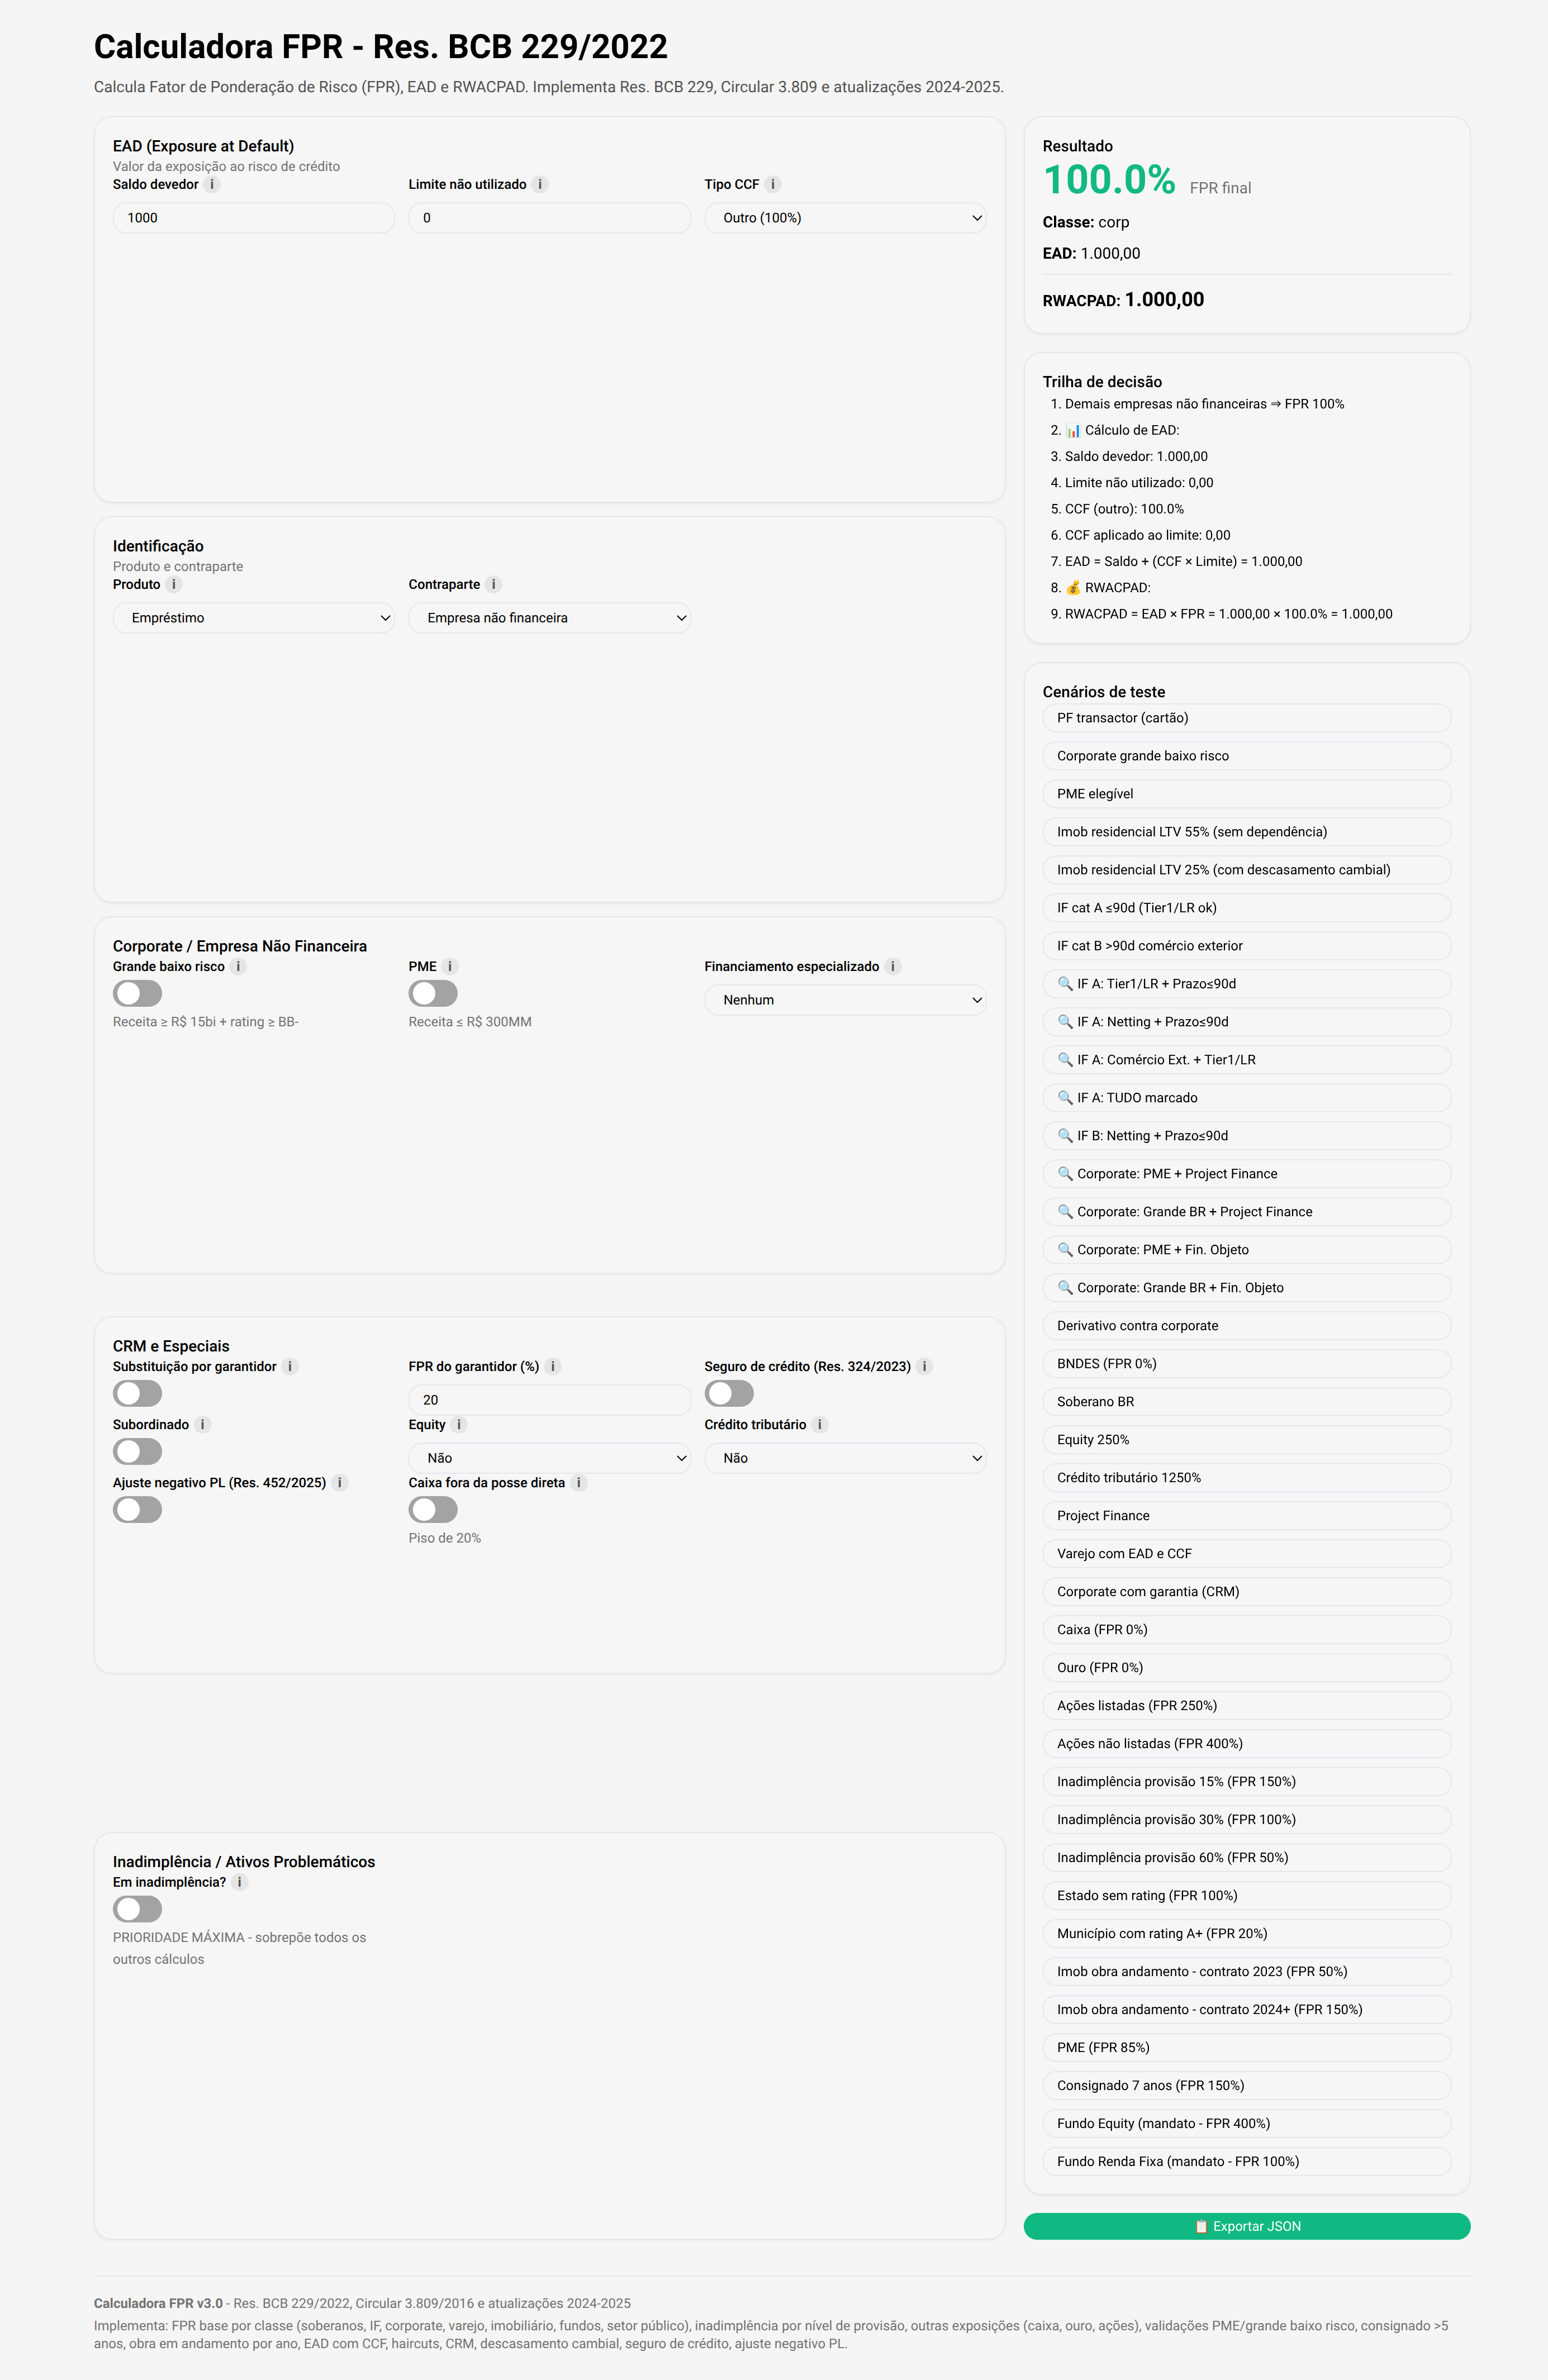 Calculadora FPR - Res. BCB 229/2022
Calcula Fator de Ponderação de Risco (FPR), EAD e RWACPAD. Implementa Res. BCB 229, Circular 3.809 e atualizações 2024-2025.
EAD (Exposure at Default)
Valor da exposição ao risco de crédito
Saldo devedor i
Limite não utilizado i
Tipo CCF i
1000
0
Outro (100%)
Identificação
Produto e contraparte
Produto i
Contraparte i
Empréstimo
Empresa não financeira
Corporate / Empresa Não Financeira
Grande baixo risco i
PME i
Financiamento especializado i
Nenhum
Receita ≥ R$ 15bi + rating ≥ BB-
Receita ≤ R$ 300MM
CRM e Especiais
Substituição por garantidor i
FPR do garantidor (%) i
Seguro de crédito (Res. 324/2023) i
20
Subordinado i
Equity i
Crédito tributário i
Não
Não
Ajuste negativo PL (Res. 452/2025) i
Caixa fora da posse direta i
Piso de 20%
Inadimplência / Ativos Problemáticos
Em inadimplência? i
PRIORIDADE MÁXIMA - sobrepõe todos os
outros cálculos
Resultado
100.0% FPR final
Classe: corp
EAD: 1.000,00
RWACPAD: 1.000,00
Trilha de decisão
1. Demais empresas não financeiras ⇒ FPR 100%
2. 📊 Cálculo de EAD:
3. Saldo devedor: 1.000,00
4. Limite não utilizado: 0,00
5. CCF (outro): 100.0%
6. CCF aplicado ao limite: 0,00
7. EAD = Saldo + (CCF × Limite) = 1.000,00
8. 💰 RWACPAD:
9. RWACPAD = EAD × FPR = 1.000,00 × 100.0% = 1.000,00
Cenários de teste
PF transactor (cartão)
Corporate grande baixo risco
PME elegível
Imob residencial LTV 55% (sem dependência)
Imob residencial LTV 25% (com descasamento cambial)
IF cat A ≤90d (Tier1/LR ok)
IF cat B >90d comércio exterior
🔍 IF A: Tier1/LR + Prazo≤90d
🔍 IF A: Netting + Prazo≤90d
🔍 IF A: Comércio Ext. + Tier1/LR
🔍 IF A: TUDO marcado
🔍 IF B: Netting + Prazo≤90d
🔍 Corporate: PME + Project Finance
🔍 Corporate: Grande BR + Project Finance
🔍 Corporate: PME + Fin. Objeto
🔍 Corporate: Grande BR + Fin. Objeto
Derivativo contra corporate
BNDES (FPR 0%)
Soberano BR
Equity 250%
Crédito tributário 1250%
Project Finance
Varejo com EAD e CCF
Corporate com garantia (CRM)
Caixa (FPR 0%)
Ouro (FPR 0%)
Ações listadas (FPR 250%)
Ações não listadas (FPR 400%)
Inadimplência provisão 15% (FPR 150%)
Inadimplência provisão 30% (FPR 100%)
Inadimplência provisão 60% (FPR 50%)
Estado sem rating (FPR 100%)
Município com rating A+ (FPR 20%)
Imob obra andamento - contrato 2023 (FPR 50%)
Imob obra andamento - contrato 2024+ (FPR 150%)
PME (FPR 85%)
Consignado 7 anos (FPR 150%)
Fundo Equity (mandato - FPR 400%)
Fundo Renda Fixa (mandato - FPR 100%)
📋 Exportar JSON
Calculadora FPR v3.0 - Res. BCB 229/2022, Circular 3.809/2016 e atualizações 2024-2025
Implementa: FPR base por classe (soberanos, IF, corporate, varejo, imobiliário, fundos, setor público), inadimplência por nível de provisão, outras exposições (caixa, ouro, ações), validações PME/grande baixo risco, consignado >5
anos, obra em andamento por ano, EAD com CCF, haircuts, CRM, descasamento cambial, seguro de crédito, ajuste negativo PL.